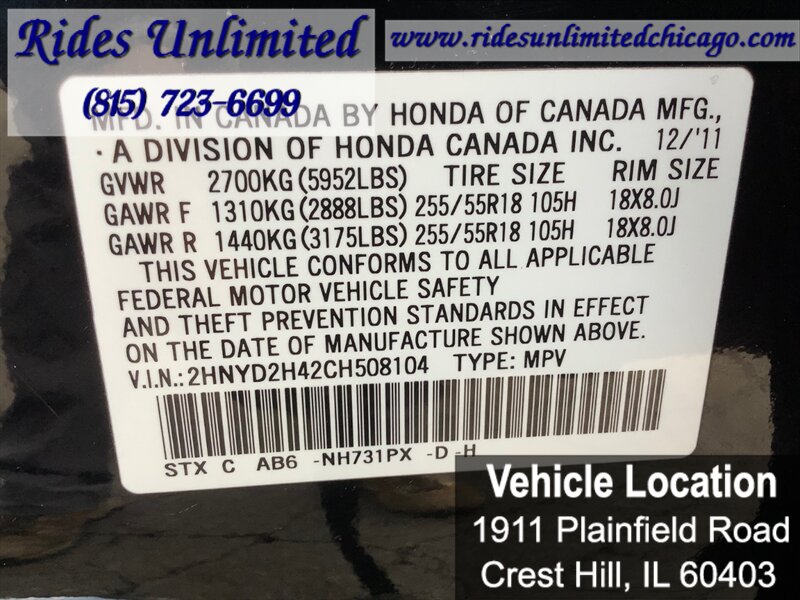 Rides Unlimited
www.ridesunlimitedchicago.com
(815) 723-6699
MFD. IN CANADA BY HONDA OF CANADA MFG.,
· A DIVISION OF HONDA CANADA INC. 12/'11
GVWR 2700KG(5952LBS) TIRE SIZE RIM SIZE
GAWR F 1310KG(2888LBS) 255/55R18 105H 18X8.0J
GAWR R 1440KG(3175LBS) 255/55R18 105H 18X8.0J
THIS VEHICLE CONFORMS TO ALL APPLICABLE
FEDERAL MOTOR VEHICLE SAFETY
AND THEFT PREVENTION STANDARDS IN EFFECT
ON THE DATE OF MANUFACTURE SHOWN ABOVE.
V.I.N.:2HNYD2H42CH508104 TYPE: MPV
STX C AB6 -NH731PX -D -H
Vehicle Location
1911 Plainfield Road
Crest Hill, IL 60403